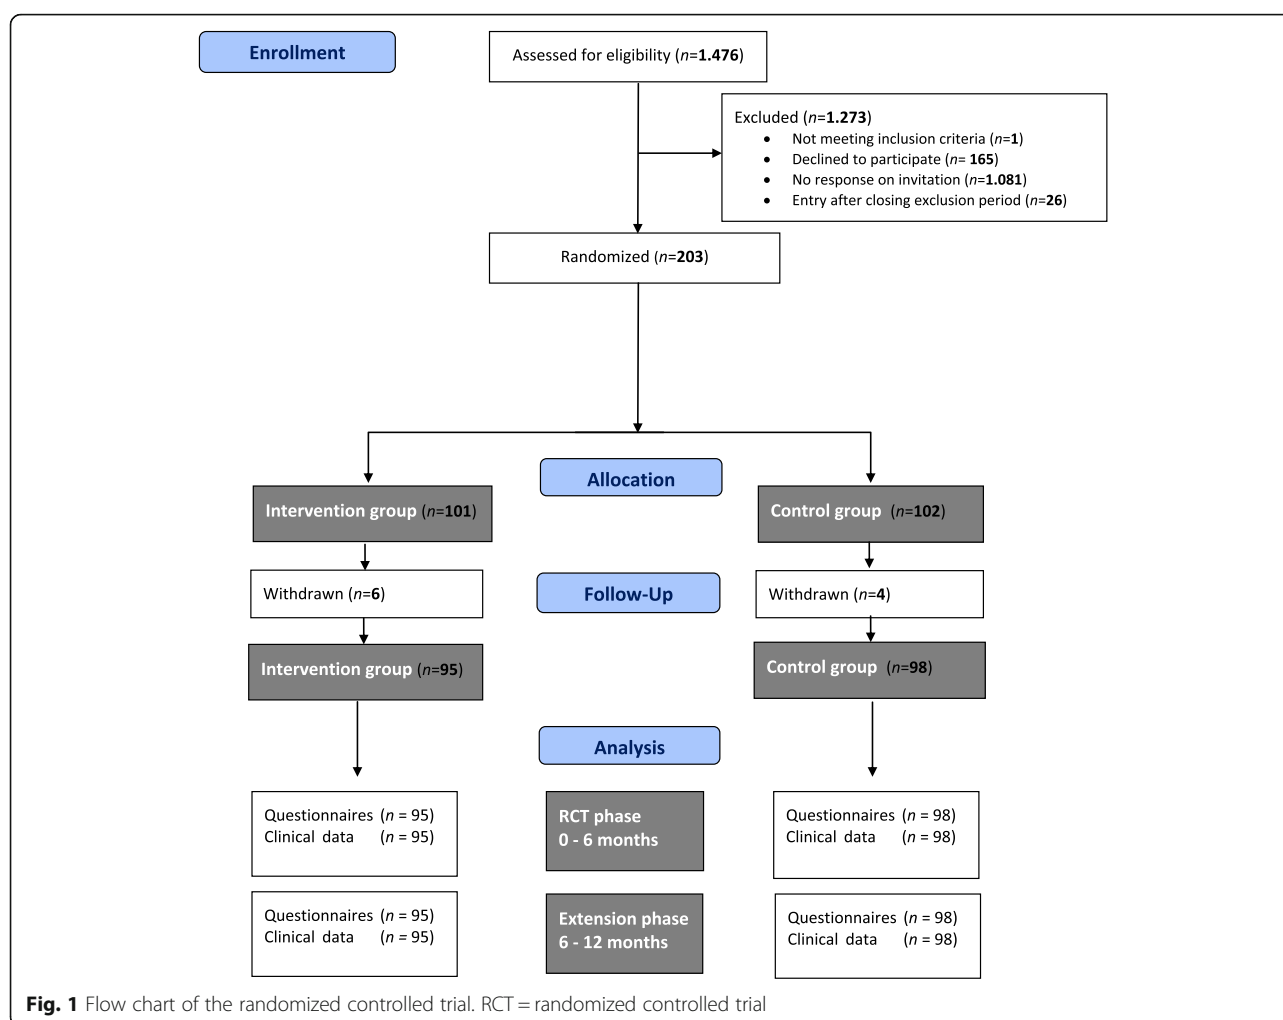 Enrollment
Assessed for eligibility (n=1.476)
Excluded (n=1.273)
• Not meeting inclusion criteria (n=1)
• Declined to participate (n= 165)
• No response on invitation (n=1.081)
• Entry after closing exclusion period (n=26)
Randomized (n=203)
Allocation
Intervention group (n=101)
Control group (n=102)
Withdrawn (n=6)
Follow-Up
Withdrawn (n=4)
Intervention group (n=95)
Control group (n=98)
Analysis
Questionnaires (n = 95)
Clinical data (n = 95)
RCT phase
0 - 6 months
Questionnaires (n = 98)
Clinical data (n = 98)
Questionnaires (n = 95)
Clinical data (n = 95)
Extension phase
6 - 12 months
Questionnaires (n = 98)
Clinical data (n = 98)
Fig. 1 Flow chart of the randomized controlled trial. RCT = randomized controlled trial